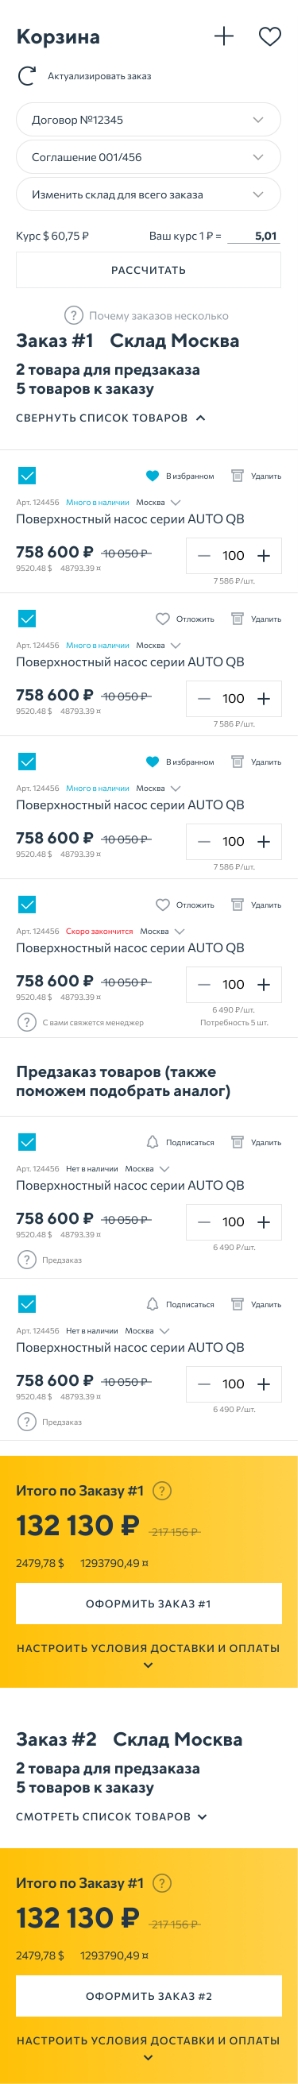 Корзина
Актуализировать заказ
Договор №12345
Соглашение 001/456
Изменить склад для всего заказа
Курс $ 60,75 ₽ Ваш курс 1 ₽ = 5,01
РАССЧИТАТЬ
? Почему заказов несколько
Заказ #1 Склад Москва
2 товара для предзаказа
5 товаров к заказу
СВЕРНУТЬ СПИСОК ТОВАРОВ
В избранном Удалить
Арт. 124456 Много в наличии Москва
Поверхностный насос серии AUTO QB
758 600 ₽ 10 050 ₽ — 100 +
9520.48 $ 48793.39 ¤
7 586 ₽/шт.
Отложить Удалить
Арт. 124456 Много в наличии Москва
Поверхностный насос серии AUTO QB
758 600 ₽ 10 050 ₽ — 100 +
9520.48 $ 48793.39 ¤
7 586 ₽/шт.
В избранном Удалить
Арт. 124456 Много в наличии Москва
Поверхностный насос серии AUTO QB
758 600 ₽ 10 050 ₽ — 100 +
9520.48 $ 48793.39 ¤
7 586 ₽/шт.
Отложить Удалить
Арт. 124456 Скоро закончится Москва
Поверхностный насос серии AUTO QB
758 600 ₽ 10 050 ₽ — 100 +
9520.48 $ 48793.39 ¤
6 490 ₽/шт.
? С вами свяжется менеджер Потребность 5 шт.
Предзаказ товаров (также
поможем подобрать аналог)
Подписаться Удалить
Арт. 124456 Нет в наличии Москва
Поверхностный насос серии AUTO QB
758 600 ₽ 10 050 ₽ — 100 +
9520.48 $ 48793.39 ¤
6 490 ₽/шт.
? Предзаказ
Подписаться Удалить
Арт. 124456 Нет в наличии Москва
Поверхностный насос серии AUTO QB
758 600 ₽ 10 050 ₽ — 100 +
9520.48 $ 48793.39 ¤
6 490 ₽/шт.
? Предзаказ
Итого по Заказу #1 ?
132 130 ₽ 217 156 ₽
2479,78 $ 1293790,49 ¤
ОФОРМИТЬ ЗАКАЗ #1
НАСТРОИТЬ УСЛОВИЯ ДОСТАВКИ И ОПЛАТЫ
Заказ #2 Склад Москва
2 товара для предзаказа
5 товаров к заказу
СМОТРЕТЬ СПИСОК ТОВАРОВ
Итого по Заказу #1 ?
132 130 ₽ 217 156 ₽
2479,78 $ 1293790,49 ¤
ОФОРМИТЬ ЗАКАЗ #2
НАСТРОИТЬ УСЛОВИЯ ДОСТАВКИ И ОПЛАТЫ